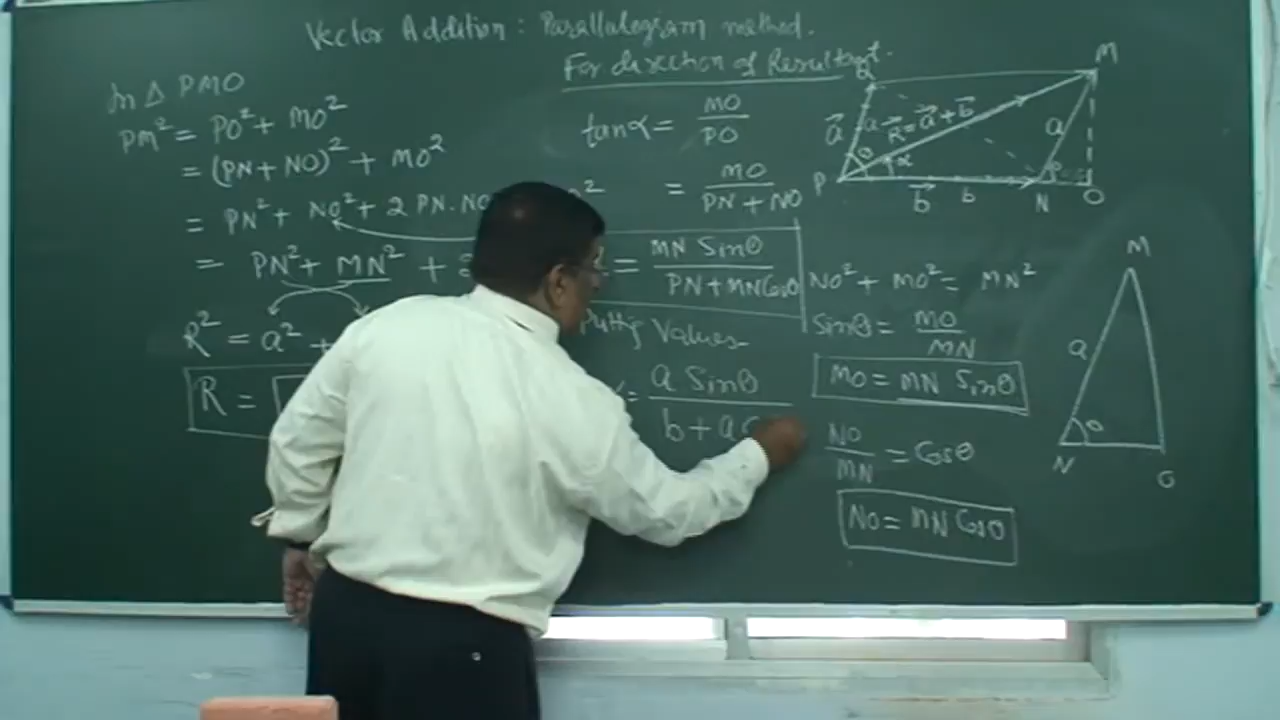 Vector Addition : Parallalogram method.
In Δ PMO
PM² = PO² + MO²
= (PN + NO)² + MO²
= PN² + NO² + 2 PN. NO
= PN² + MN² +
R² = a² +
R =
For direction of Resultant.
tanα = MO / PO
= MO / PN + NO
= MN Sinθ / PN + MN Cosθ
Values
= a Sinθ / b + a
Q
M
a
a
R = a + b
a
θ
α
θ
P
b
b
N
O
NO² + MO² = MN²
Sinθ = MO / MN
MO = MN Sinθ
NO / MN = Cosθ
NO = MN Cosθ
M
a
θ
N
O